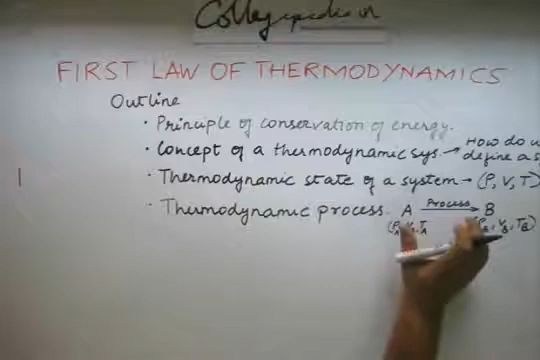 FIRST LAW OF THERMODYNAMICS
Outline
· Principle of conservation of energy.
· Concept of a thermodynamic sys. → How do
define a
· Thermodynamic state of a system → (P, V, T)
· Thermodynamic process. A Process B